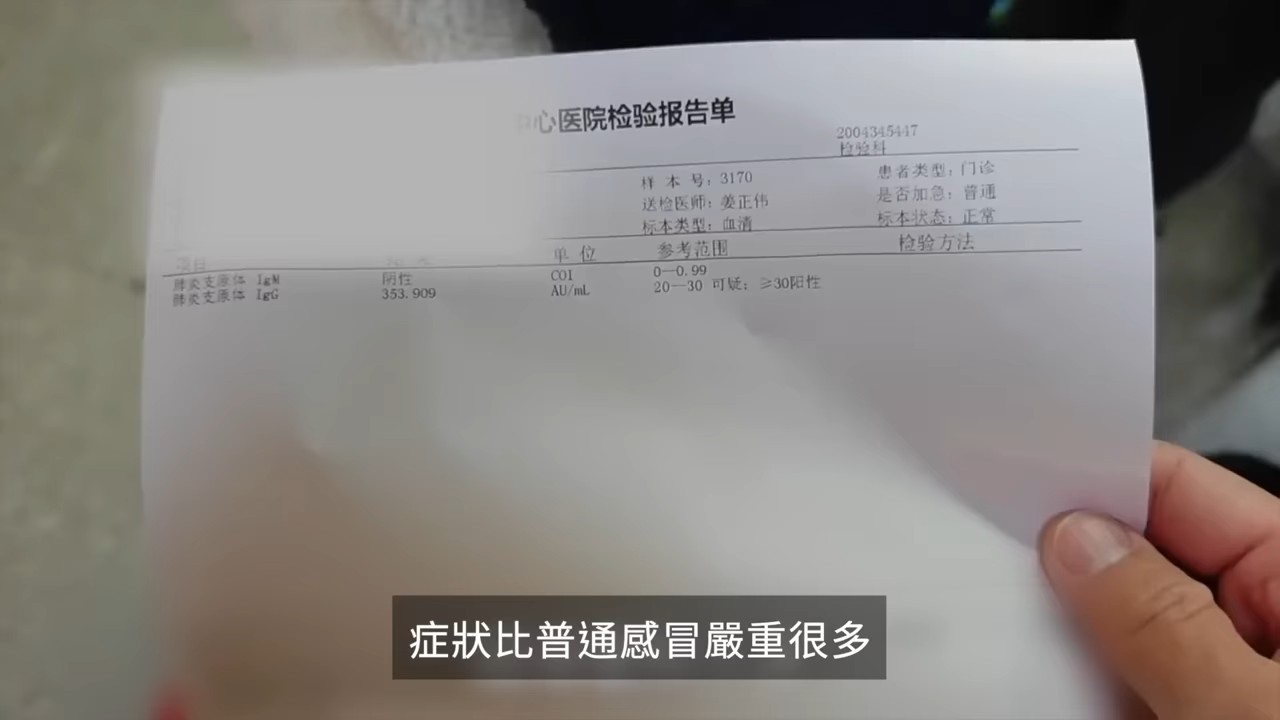 心医院检验报告单
2004345447
检验科
样 本 号：3170
患者类型：门诊
送检医师：姜正伟
是否加急：普通
标本类型：血清
标本状态：正常
单 位 参考范围 检验方法
肺炎支原体 IgM 阴性 COI 0—0.99
肺炎支原体 IgG 353.909 AU/mL 20—30 可疑；≥30阳性
症狀比普通感冒嚴重很多